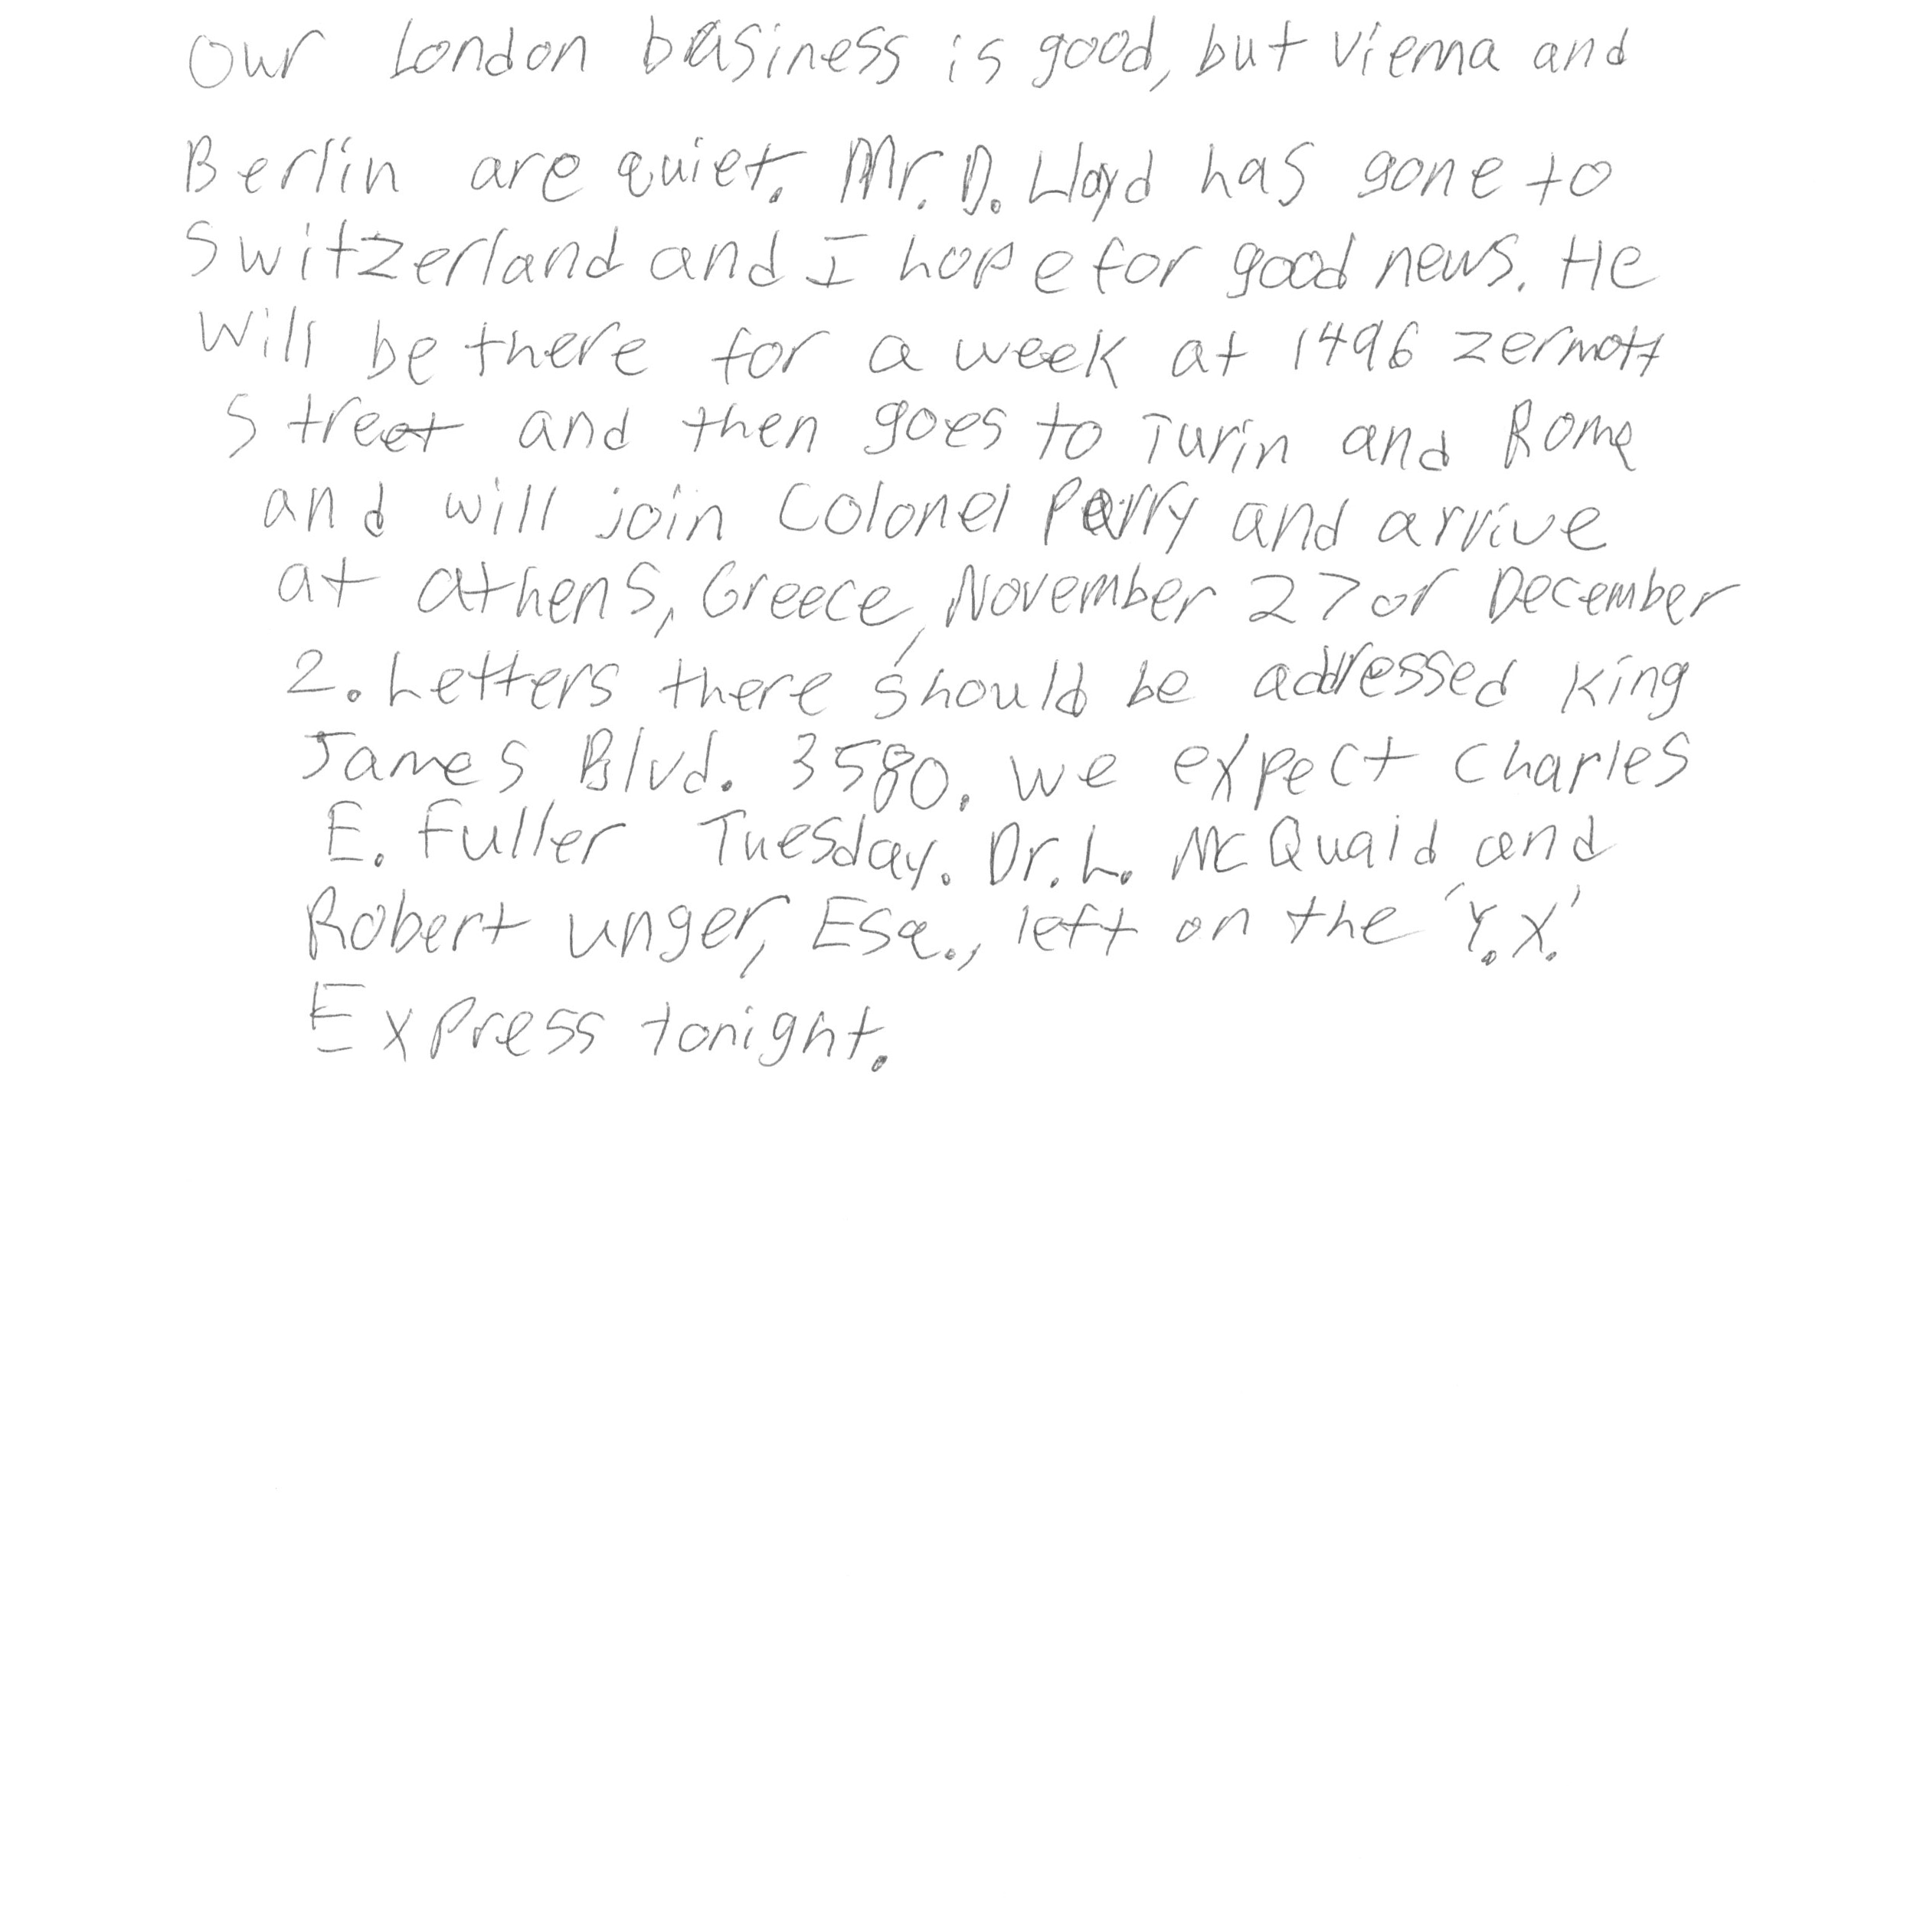 Our London business is good, but Vienna and
Berlin are quiet. Mr. D. Lloyd has gone to
Switzerland and I hope for good news. He
will be there for a week at 1496 Zermott
Street and then goes to Turin and Rome
and will join Colonel Parry and arrive
at Athens, Greece, November 27 or December
2. Letters there should be addressed King
James Blvd. 3580. We expect Charles
E. Fuller Tuesday. Dr. L. McQuaid and
Robert Unger, Esq., left on the 'Y.X.'
Express tonight.